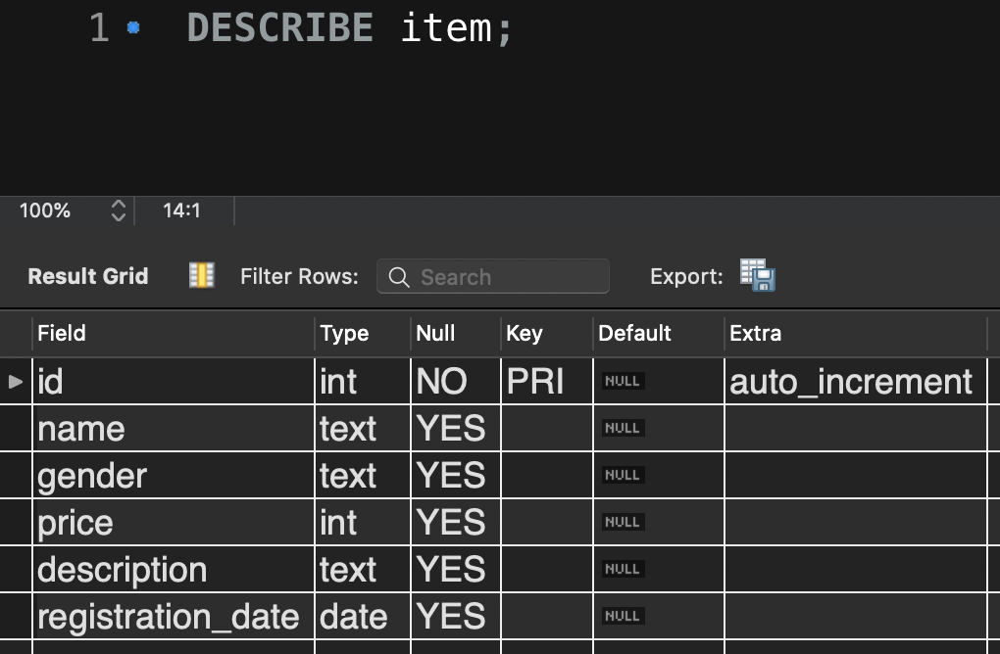 1 DESCRIBE item;
100% 14:1
Result Grid Filter Rows: Search Export:
Field Type Null Key Default Extra
id int NO PRI NULL auto_increment
name text YES NULL
gender text YES NULL
price int YES NULL
description text YES NULL
registration_date date YES NULL